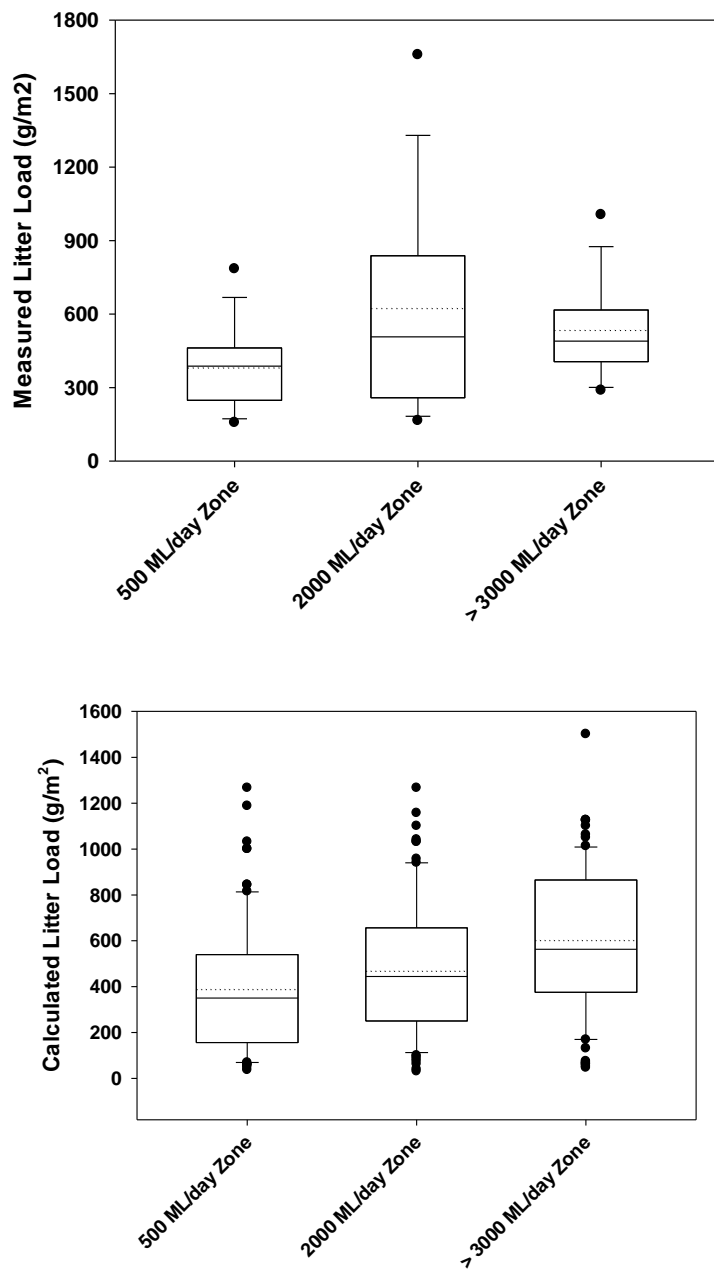 1800
1500
1200
900
600
300
0
Measured Litter Load (g/m2)
500 ML/day Zone
2000 ML/day Zone
> 3000 ML/day Zone
1600
1400
1200
1000
800
600
400
200
0
Calculated Litter Load (g/m²)
500 ML/day Zone
2000 ML/day Zone
> 3000 ML/day Zone